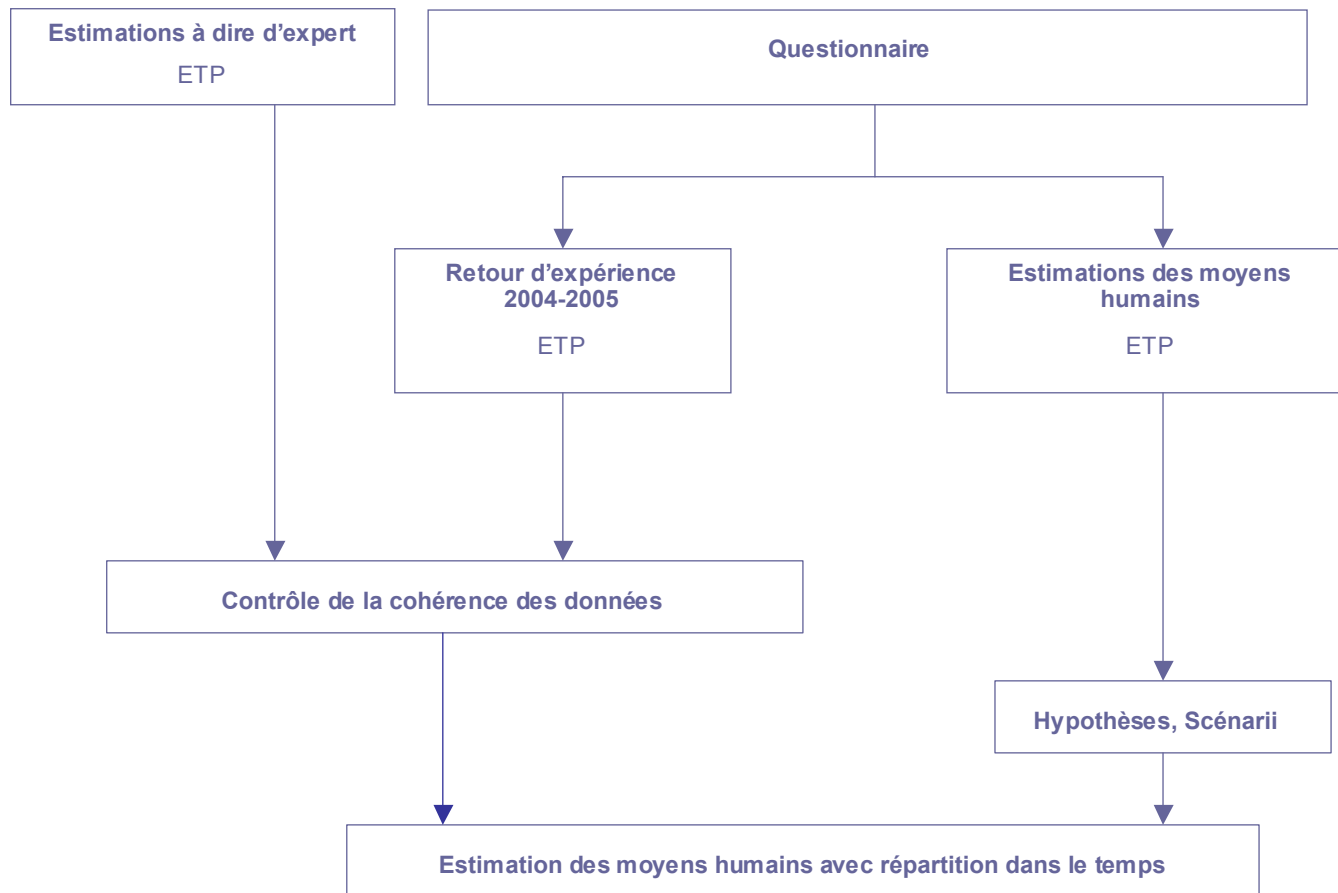 Estimations à dire d'expert
ETP
Questionnaire
Retour d'expérience
2004-2005
ETP
Estimations des moyens
humains
ETP
Contrôle de la cohérence des données
Hypothèses, Scénarii
Estimation des moyens humains avec répartition dans le temps